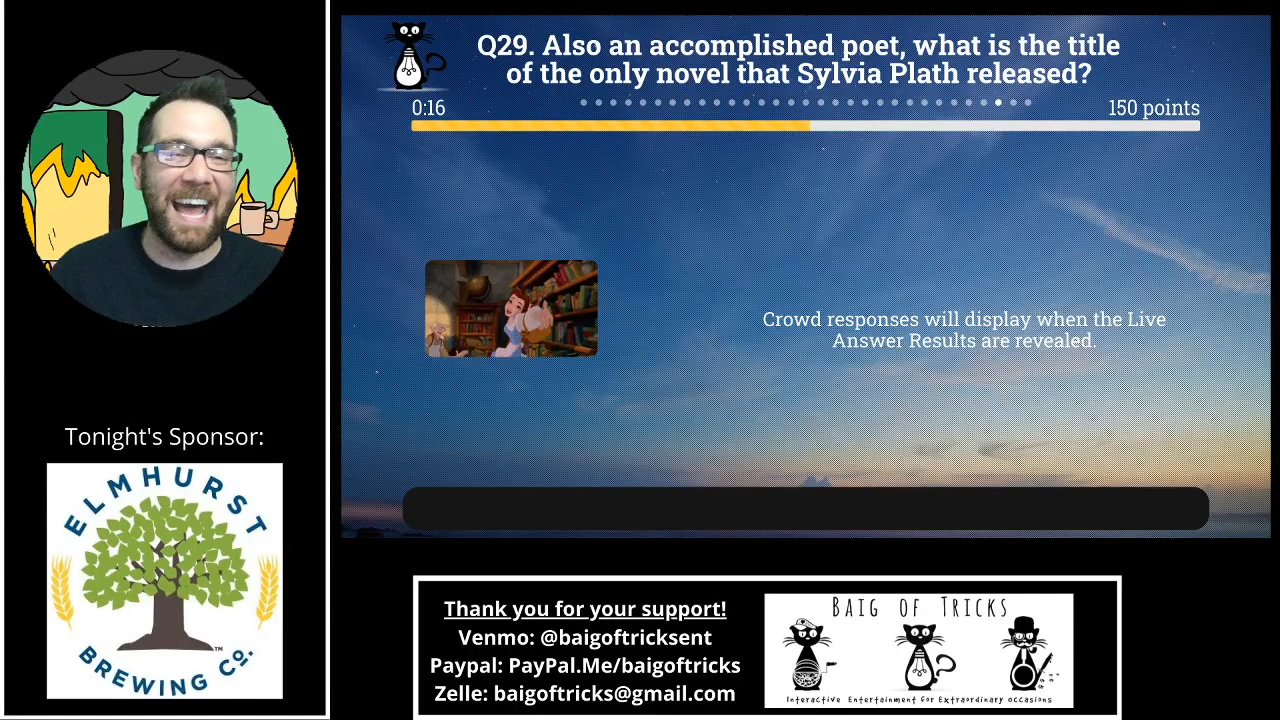 Q29. Also an accomplished poet, what is the title
of the only novel that Sylvia Plath released?
0:16
150 points
Crowd responses will display when the Live
Answer Results are revealed.
Tonight's Sponsor:
ELMHURST
BREWING CO.
TM
Thank you for your support!
Venmo: @baigoftricksent
Paypal: PayPal.Me/baigoftricks
Zelle: baigoftricks@gmail.com
BAIG OF TRICKS
Interactive Entertainment for Extraordinary occasions